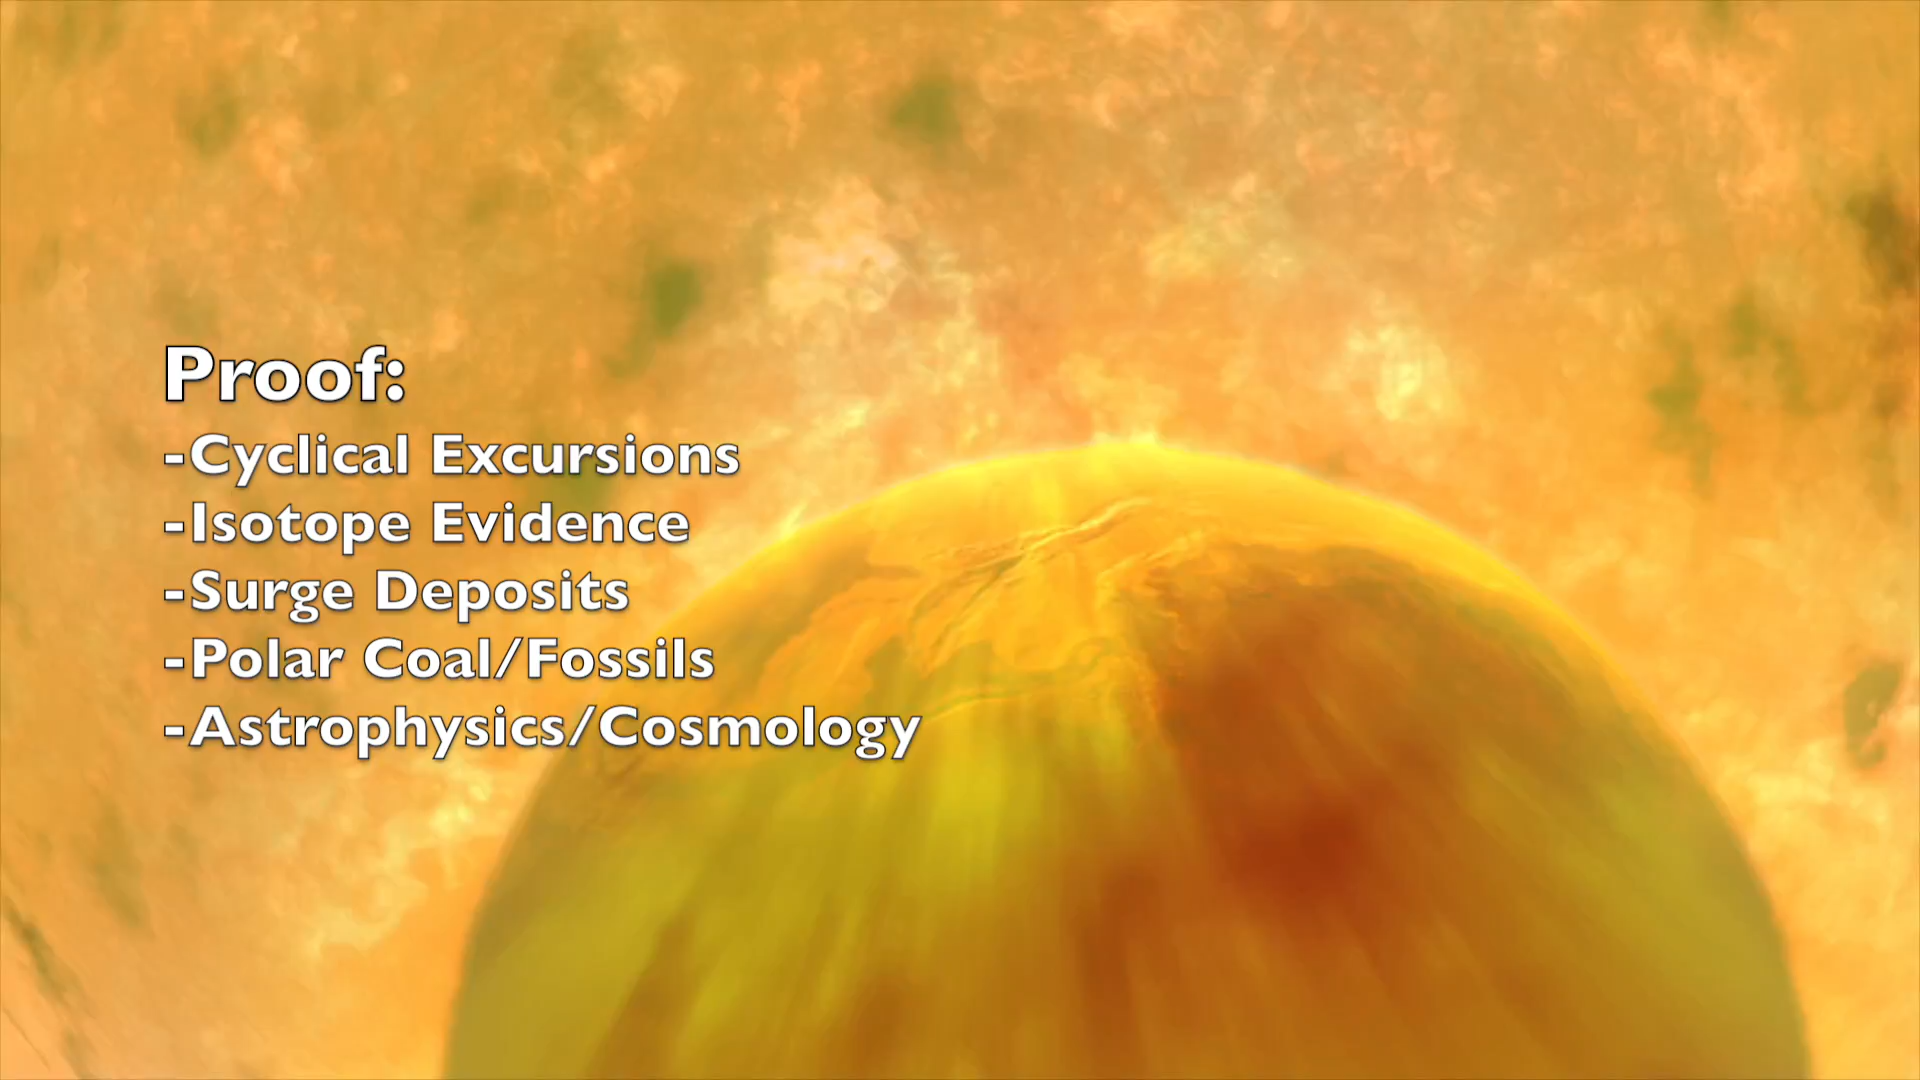 Proof:
-Cyclical Excursions
-Isotope Evidence
-Surge Deposits
-Polar Coal/Fossils
-Astrophysics/Cosmology